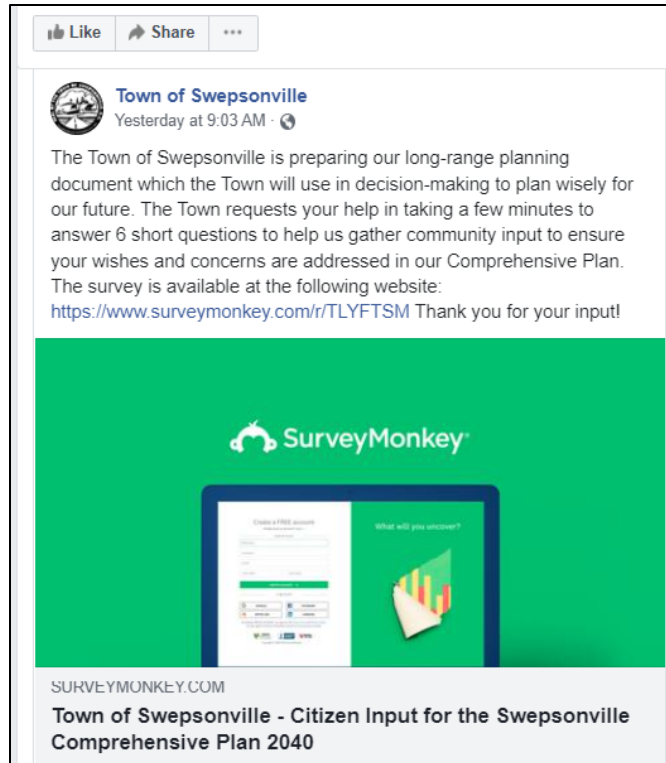 Like Share ...
Town of Swepsonville
Yesterday at 9:03 AM ·
The Town of Swepsonville is preparing our long-range planning
document which the Town will use in decision-making to plan wisely for
our future. The Town requests your help in taking a few minutes to
answer 6 short questions to help us gather community input to ensure
your wishes and concerns are addressed in our Comprehensive Plan.
The survey is available at the following website:
https://www.surveymonkey.com/r/TLYFTSM Thank you for your input!
SurveyMonkey
Create a FREE account
What will you uncover?
SURVEYMONKEY.COM
Town of Swepsonville - Citizen Input for the Swepsonville
Comprehensive Plan 2040